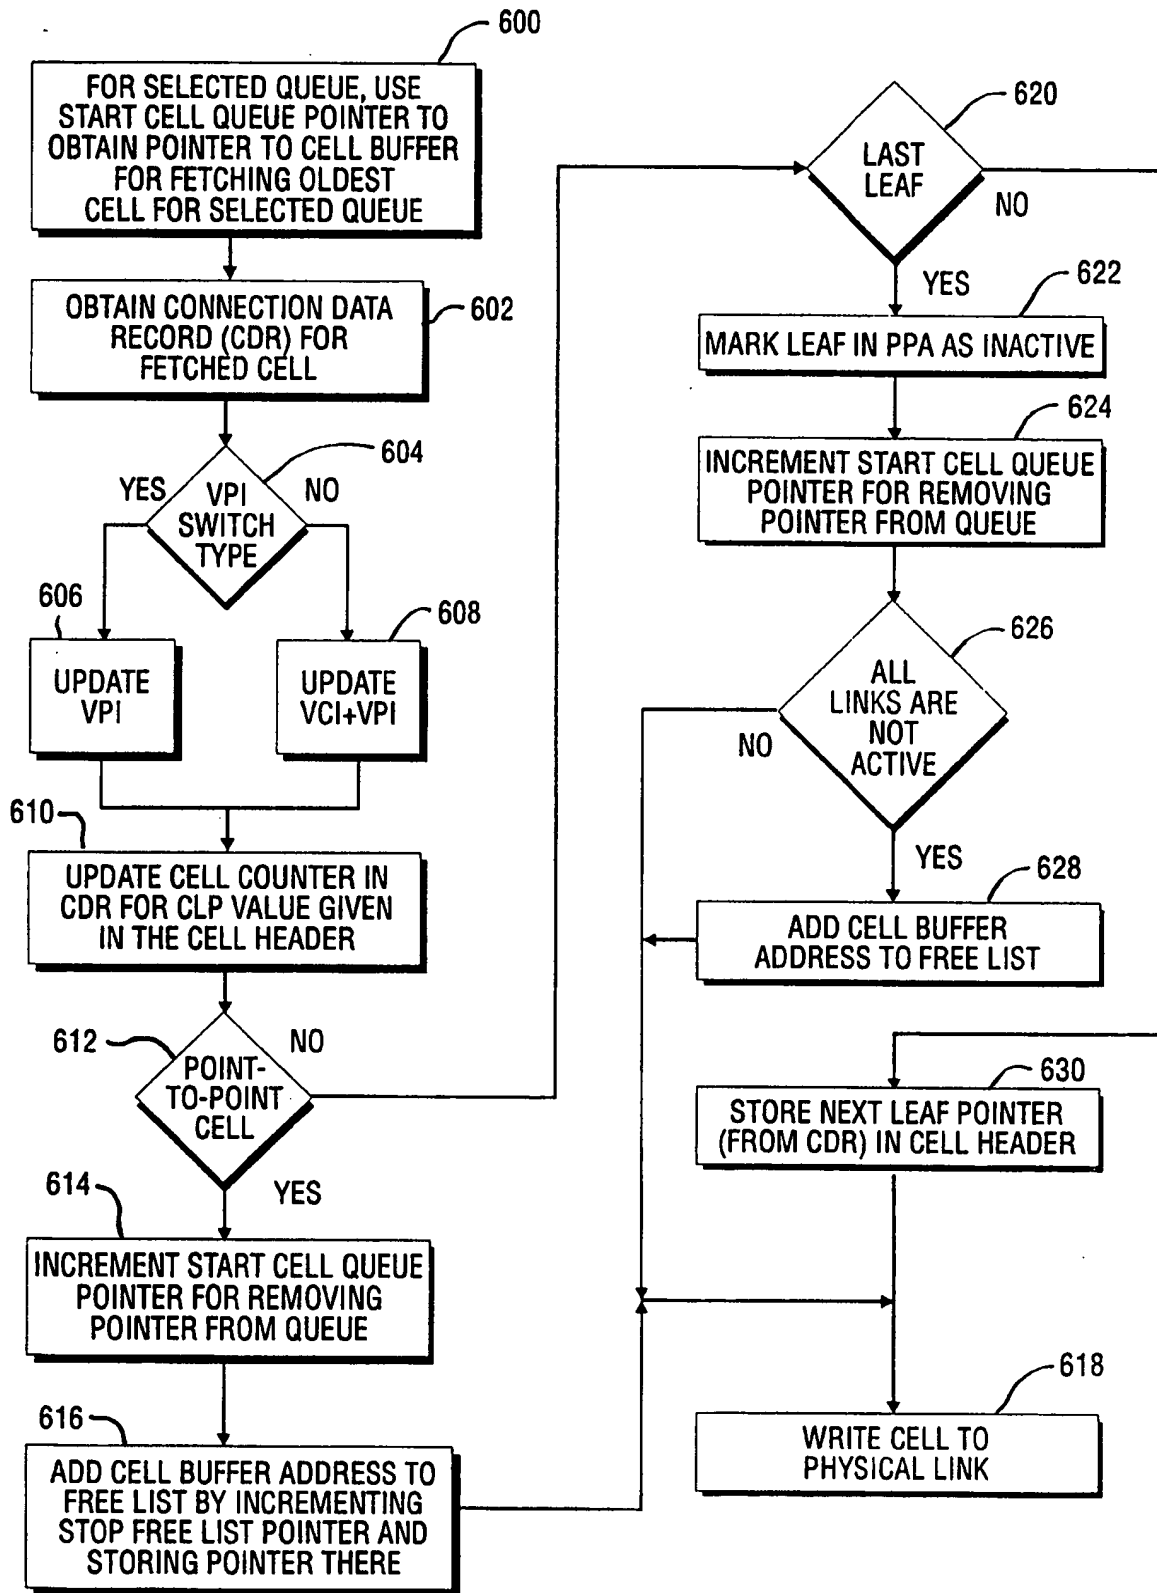 600
FOR SELECTED QUEUE, USE
START CELL QUEUE POINTER TO
OBTAIN POINTER TO CELL BUFFER
FOR FETCHING OLDEST
CELL FOR SELECTED QUEUE
602
OBTAIN CONNECTION DATA
RECORD (CDR) FOR
FETCHED CELL
604
YES
NO
VPI
SWITCH
TYPE
606
UPDATE
VPI
608
UPDATE
VCI+VPI
610
UPDATE CELL COUNTER IN
CDR FOR CLP VALUE GIVEN
IN THE CELL HEADER
612
NO
POINT-
TO-POINT
CELL
YES
614
INCREMENT START CELL QUEUE
POINTER FOR REMOVING
POINTER FROM QUEUE
616
ADD CELL BUFFER ADDRESS TO
FREE LIST BY INCREMENTING
STOP FREE LIST POINTER AND
STORING POINTER THERE
620
LAST
LEAF
NO
YES
622
MARK LEAF IN PPA AS INACTIVE
624
INCREMENT START CELL QUEUE
POINTER FOR REMOVING
POINTER FROM QUEUE
626
ALL
LINKS ARE
NOT
ACTIVE
NO
YES
628
ADD CELL BUFFER
ADDRESS TO FREE LIST
630
STORE NEXT LEAF POINTER
(FROM CDR) IN CELL HEADER
618
WRITE CELL TO
PHYSICAL LINK